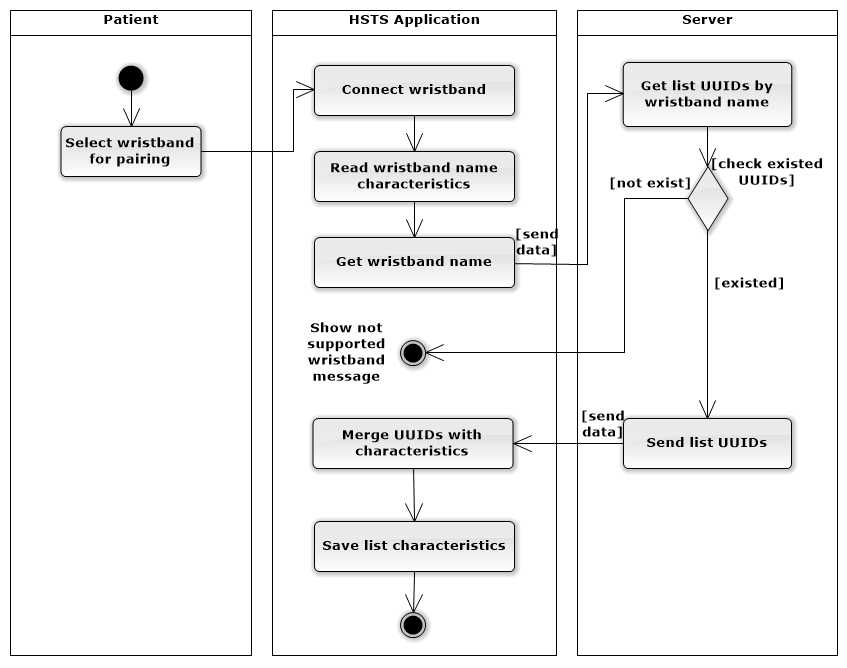 Patient
HSTS Application
Server
Select wristband
for pairing
Connect wristband
Read wristband name
characteristics
Get wristband name
[send
data]
Get list UUIDs by
wristband name
[check existed
UUIDs]
[not exist]
[existed]
Show not
supported
wristband
message
Send list UUIDs
[send
data]
Merge UUIDs with
characteristics
Save list characteristics